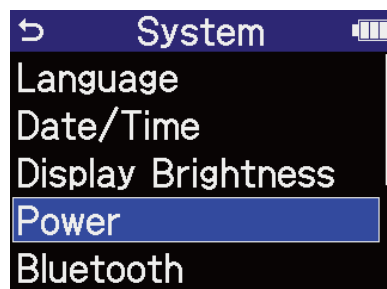 System
Language
Date/Time
Display Brightness
Power
Bluetooth